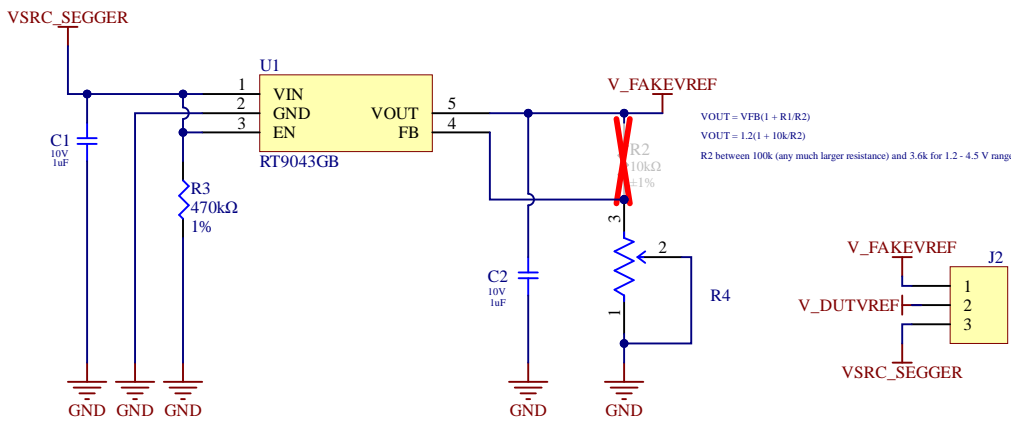 VSRC_SEGGER
U1
1
VIN
2
GND
3
EN
VOUT
5
FB
4
RT9043GB
C1
10V
1uF
R3
470kΩ
1%
V_FAKEVREF
R2
10kΩ
±1%
VOUT = VFB(1 + R1/R2)
VOUT = 1.2(1 + 10k/R2)
R2 between 100k (any much larger resistance) and 3.6k for 1.2 - 4.5 V range
3
2
1
R4
C2
10V
1uF
V_FAKEVREF
J2
1
V_DUTVREF
2
3
VSRC_SEGGER
GND
GND
GND
GND
GND